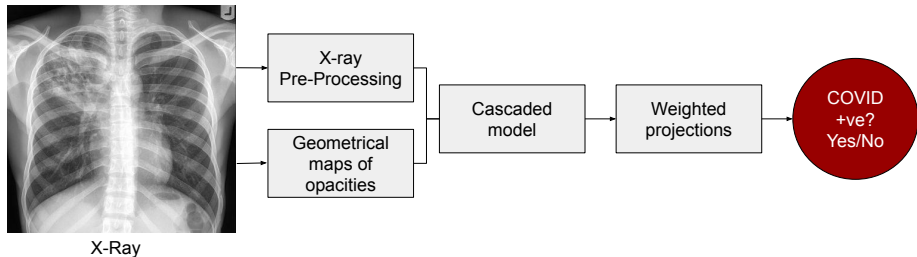 X-ray
Pre-Processing
Geometrical
maps of
opacities
Cascaded
model
Weighted
projections
COVID
+ve?
Yes/No
X-Ray